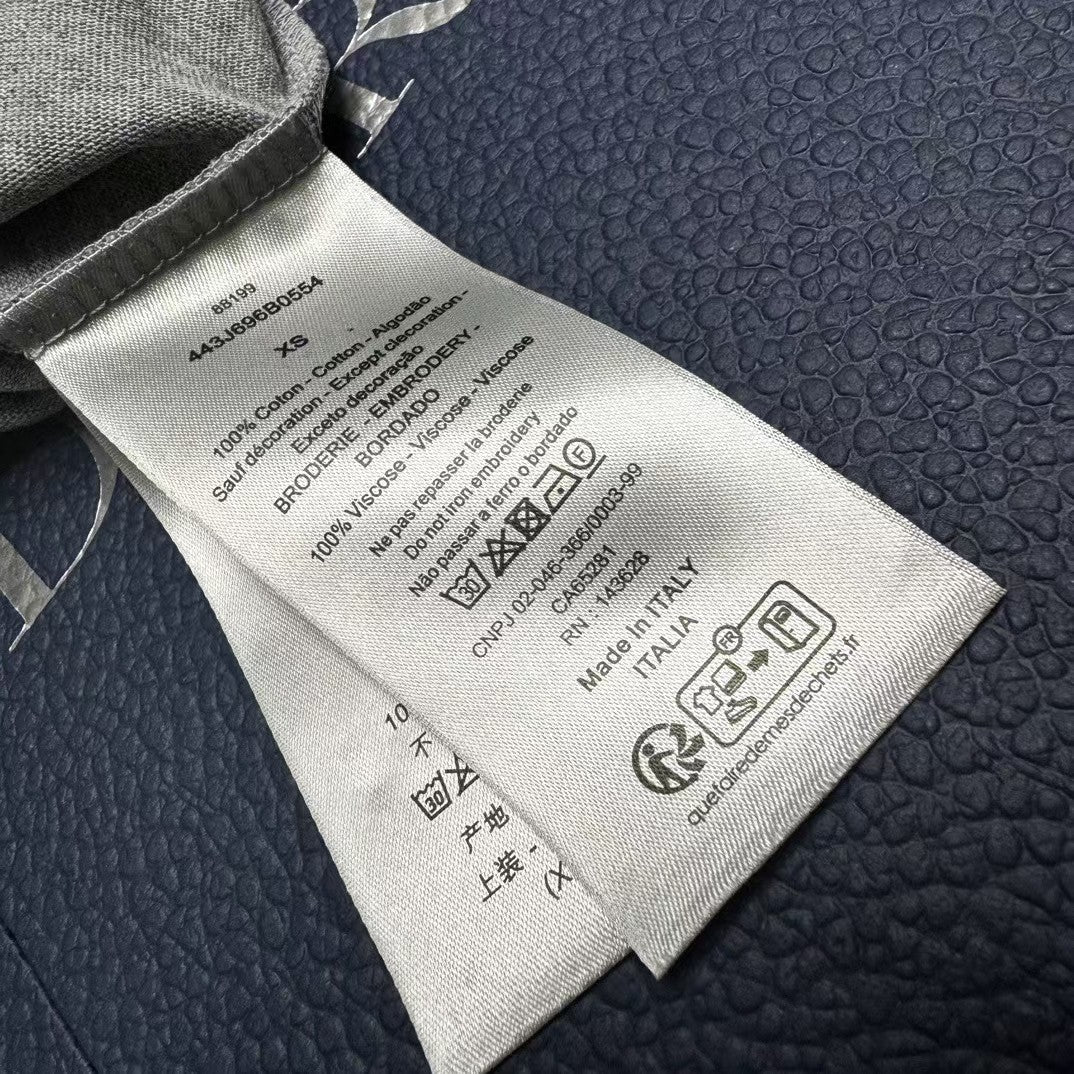 8B199
443J696B0554
XS
100% Coton - Cotton - Algodão
Sauf décoration - Except decoration -
Exceto decoração
BRODERIE - EMBRODERY -
BORDADO
100% Viscose - Viscose - Viscose
Ne pas repasser la broderie
Do not iron embroidery
Não passar a ferro o bordado
30 F
CNPJ 02-046-366/0003-99
CA65281
RN : 143628
Made In ITALY
ITALIA
FR
quefairedemesdechets.fr
10
不
30
产地
上装 -
X)